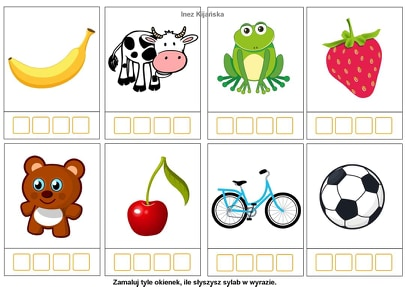 Inez Kijańska
Zamaluj tyle okienek, ile słyszysz sylab w wyrazie.